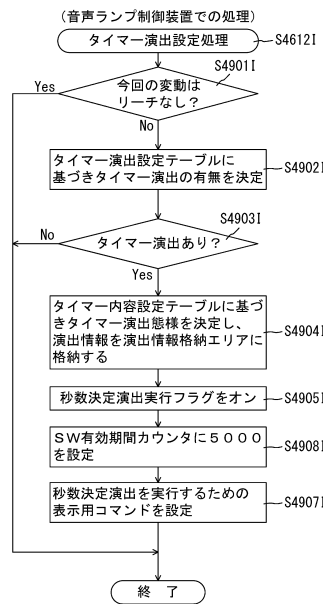 (音声ランプ制御装置での処理)
タイマー演出設定処理
S4612I
S4901I
今回の変動は
リーチなし？
Yes
No
タイマー演出設定テーブルに
基づきタイマー演出の有無を決定
S4902I
S4903I
タイマー演出あり？
No
Yes
タイマー内容設定テーブルに基づ
きタイマー演出態様を決定し、
演出情報を演出情報格納エリアに
格納する
S4904I
秒数決定演出実行フラグをオン
S4905I
SW有効期間カウンタに5000
を設定
S4908I
秒数決定演出を実行するための
表示用コマンドを設定
S4907I
終 了